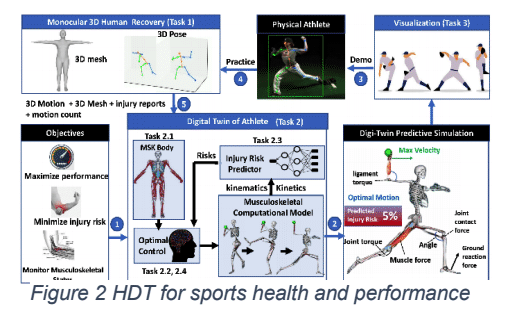 Monocular 3D Human Recovery (Task 1)
3D Pose
3D mesh
Physical Athlete
Visualization (Task 3)
Practice
4
Demo
3
3D Motion + 3D Mesh + injury reports
+ motion count
5
Objectives
Maximize performance
Minimize injury risk
Monitor Musculoskeletal
1
Digital Twin of Athlete (Task 2)
Task 2.1
MSK Body
Task 2.3
Risks
Injury Risk
Predictor
kinematics
Kinetics
Optimal
Control
Task 2.2, 2.4
Musculoskeletal
Computational Model
2
Digi-Twin Predictive Simulation
Max Velocity
ligament
torque
Optimal Motion
Predicted
Injury Risk
5%
Joint
contact
force
Joint torque
Angle
Muscle force
Ground
reaction
force
Figure 2 HDT for sports health and performance